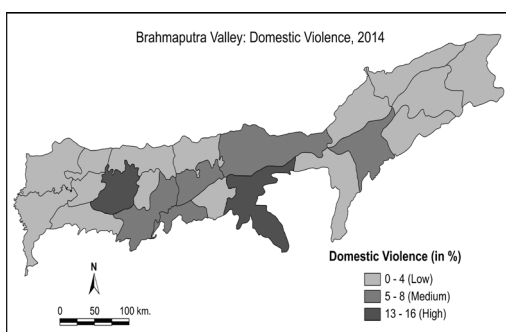 Brahmaputra Valley: Domestic Violence, 2014
Domestic Violence (in %)
0 - 4 (Low)
5 - 8 (Medium)
13 - 16 (High)
N
0 50 100 km.